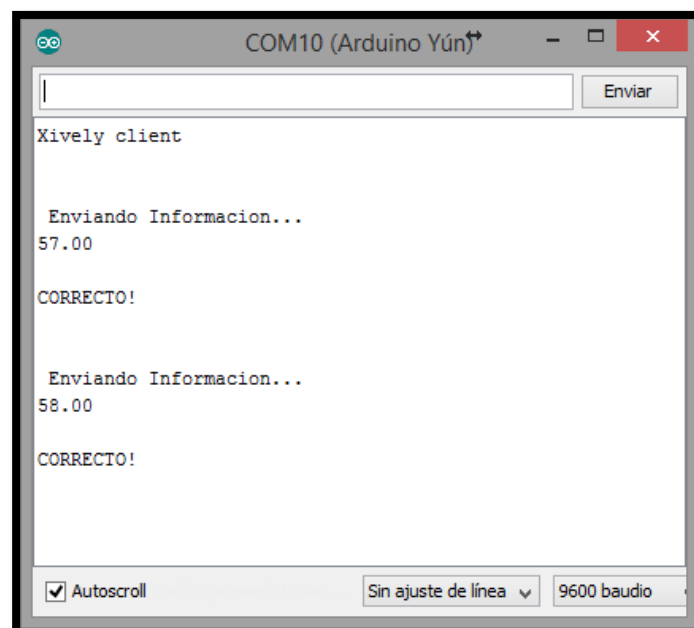 COM10 (Arduino Yún)
Enviar
Xively client
Enviando Informacion...
57.00
CORRECTO!
Enviando Informacion...
58.00
CORRECTO!
Autoscroll
Sin ajuste de línea
9600 baudio